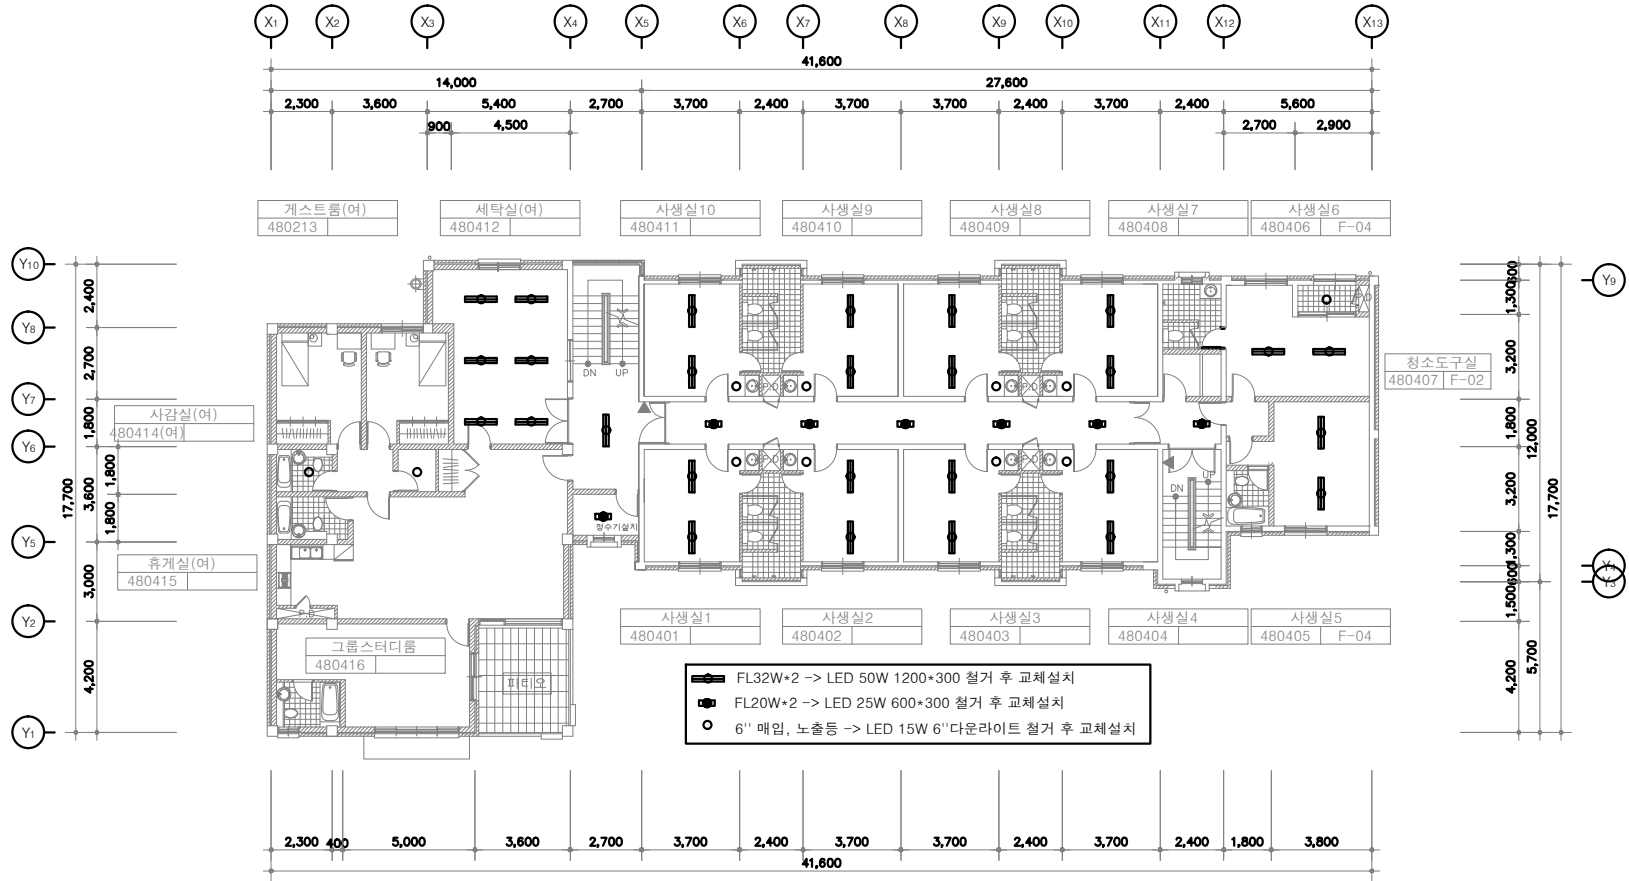 X1 X2 X3 X4 X5 X6 X7 X8 X9 X10 X11 X12 X13
41,600
14,000 27,600
2,300 3,600 5,400 2,700 3,700 2,400 3,700 3,700 2,400 3,700 2,400 5,600
900 4,500 2,700 2,900
게스트룸(여)
480213
세탁실(여)
480412
사생실10
480411
사생실9
480410
사생실8
480409
사생실7
480408
사생실6
480406 F-04
Y10
Y8
Y7
Y6
Y5
Y2
Y1
17,700
2,400
2,700
1,800
3,600
3,000
4,200
1,800
1,800
Y9
Y4
Y3
600
1,300
3,200
1,800
3,200
1,300
600
1,500
4,200
12,000
5,700
17,700
청소도구실
480407 F-02
사감실(여)
480414(여)
휴게실(여)
480415
DN UP
P.D
P.D
P.D
P.D
정수기설치
DN
U
P.D
그룹스터디룸
480416
피티오
사생실1
480401
사생실2
480402
사생실3
480403
사생실4
480404
사생실5
480405 F-04
FL32W*2 -> LED 50W 1200*300 철거 후 교체설치
FL20W*2 -> LED 25W 600*300 철거 후 교체설치
6'' 매입, 노출등 -> LED 15W 6''다운라이트 철거 후 교체설치
2,300 400 5,000 3,600 2,700 3,700 2,400 3,700 3,700 2,400 3,700 2,400 1,800 3,800
41,600